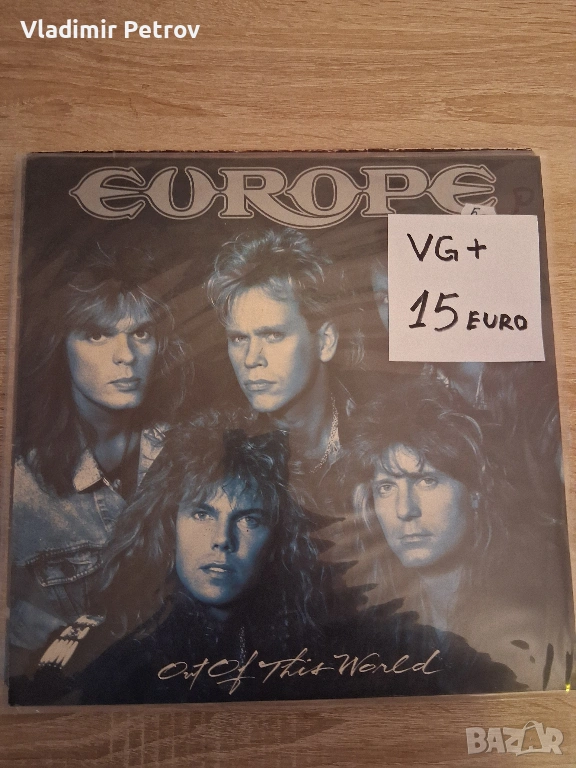 Vladimir Petrov
EUROPE
VG+
15 EURO
Out Of This World
BAZAR